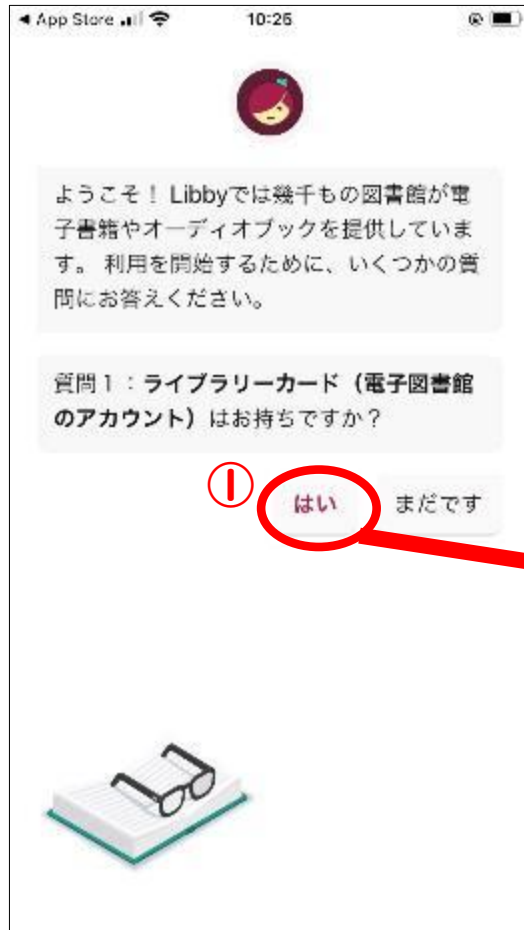 App Store 10:26
ようこそ！ Libbyでは幾千もの図書館が電
子書籍やオーディオブックを提供していま
す。 利用を開始するために、いくつかの質
問にお答えください。
質問1：ライブラリーカード（電子図書館
のアカウント）はお持ちですか？
① はい まだです